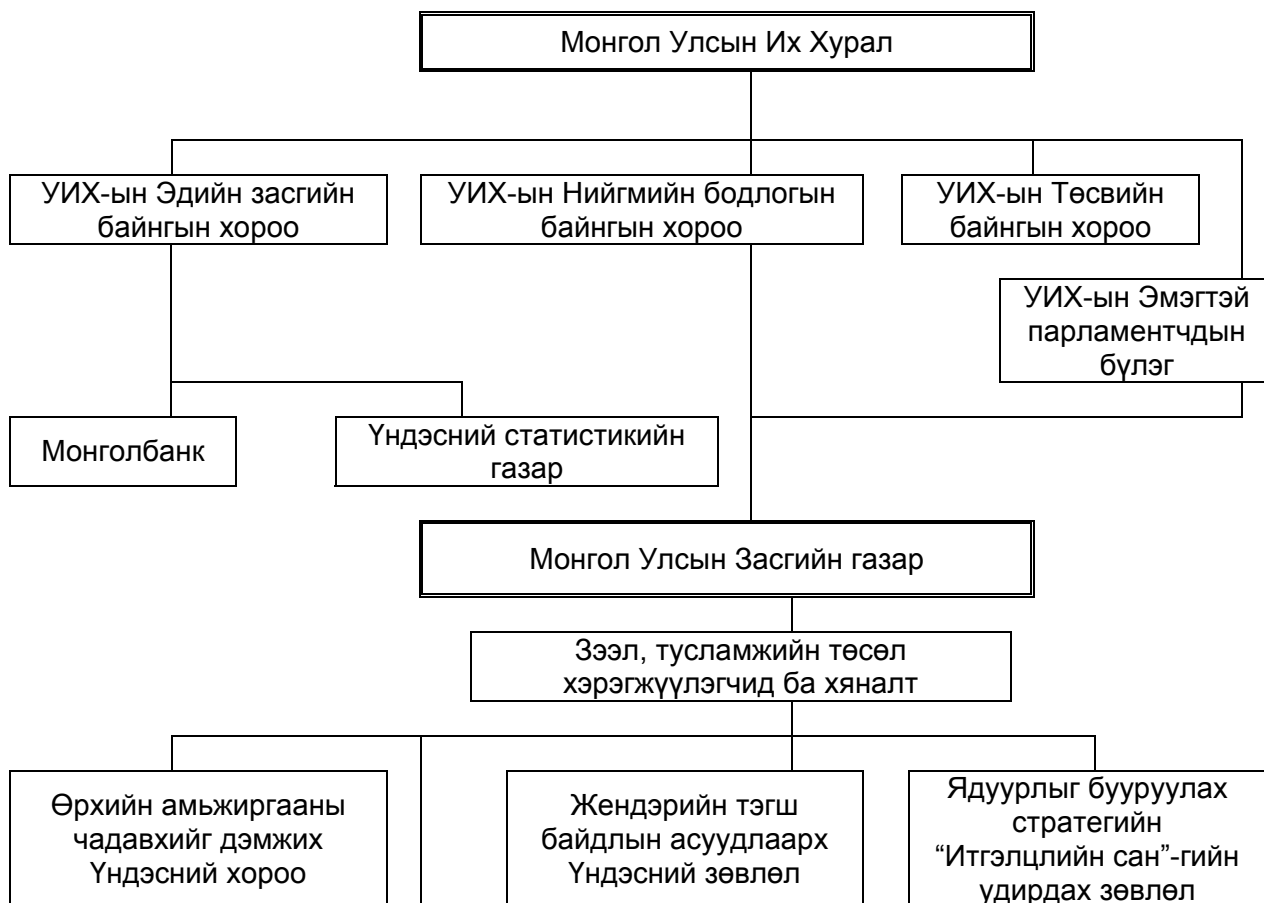 Монгол Улсын Их Хурал
УИХ-ын Эдийн засгийн
байнгын хороо
УИХ-ын Нийгмийн бодлогын
байнгын хороо
УИХ-ын Төсвийн
байнгын хороо
УИХ-ын Эмэгтэй
парламентчдын
бүлэг
Монголбанк
Үндэсний статистикийн
газар
Монгол Улсын Засгийн газар
Зээл, тусламжийн төсөл
хэрэгжүүлэгчид ба хяналт
Өрхийн амьжиргааны
чадавхийг дэмжих
Үндэсний хороо
Жендэрийн тэгш
байдлын асуудлаарх
Үндэсний зөвлөл
Ядуурлыг бууруулах
стратегийн
“Итгэлцлийн сан”-гийн
удирдах зөвлөл